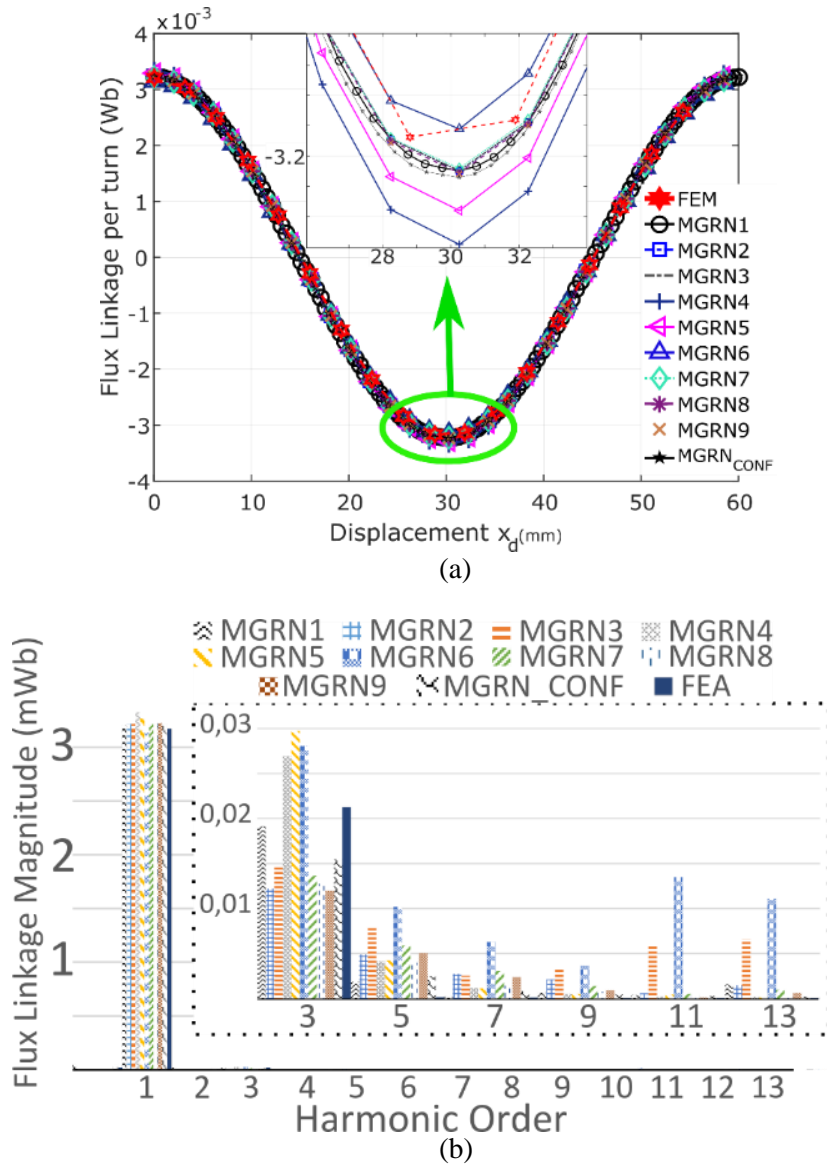 ×10⁻³
4
3
2
1
0
-1
-2
-3
-4
Flux Linkage per turn (Wb)
-3.2
28 30 32
FEM
MGRN1
MGRN2
MGRN3
MGRN4
MGRN5
MGRN6
MGRN7
MGRN8
MGRN9
MGRN_CONF
0 10 20 30 40 50 60
Displacement x_d(mm)
(a)
MGRN1 MGRN2 MGRN3 MGRN4
MGRN5 MGRN6 MGRN7 MGRN8
MGRN9 MGRN_CONF FEA
Flux Linkage Magnitude (mWb)
3
2
1
0,03
0,02
0,01
3 5 7 9 11 13
1 2 3 4 5 6 7 8 9 10 11 12 13
Harmonic Order
(b)